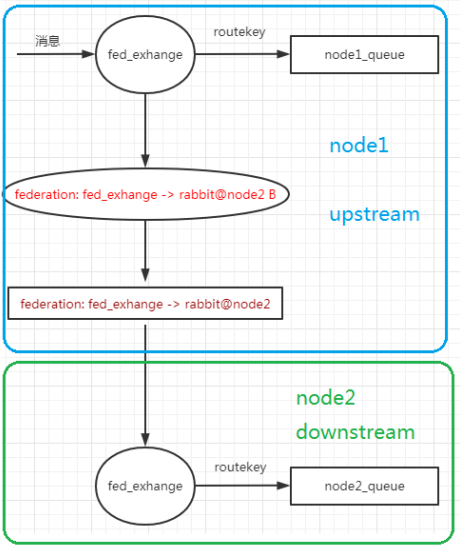 消息
fed_exhange
routekey
node1_queue
node1
federation: fed_exhange -> rabbit@node2 B
upstream
federation: fed_exhange -> rabbit@node2
node2
downstream
fed_exhange
routekey
node2_queue